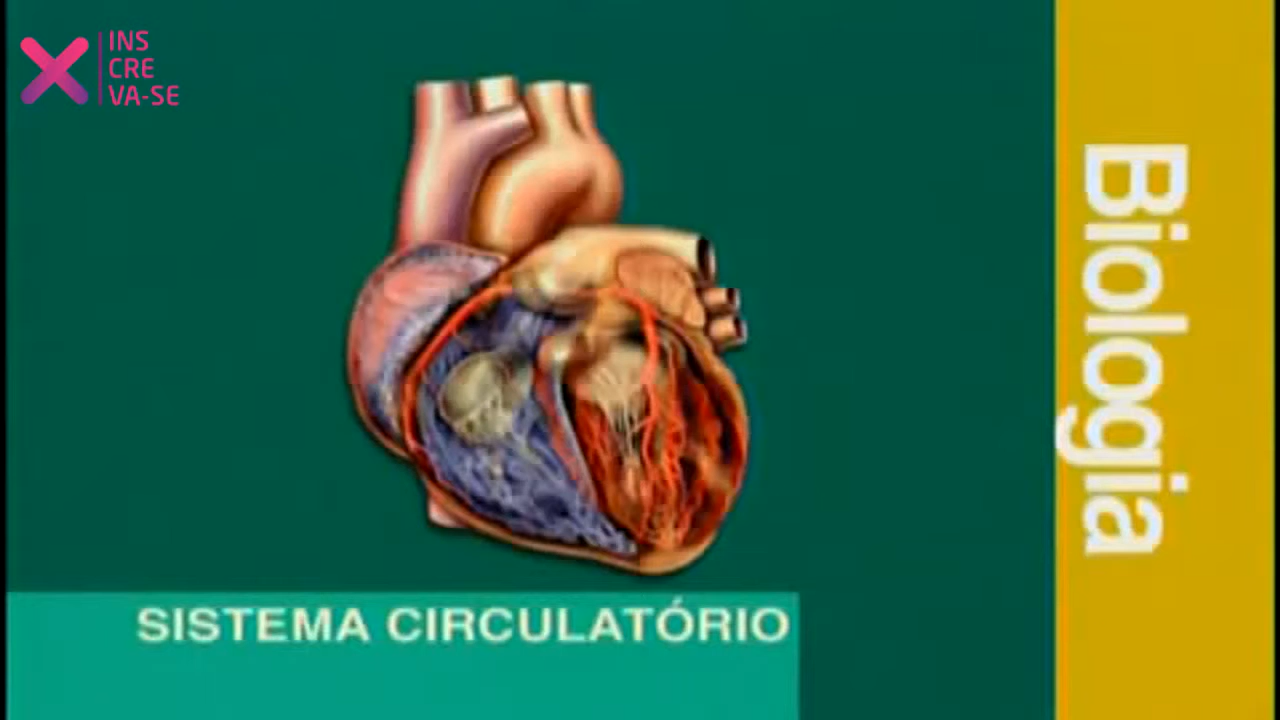 INS
CRE
VA-SE
Biologia
SISTEMA CIRCULATÓRIO